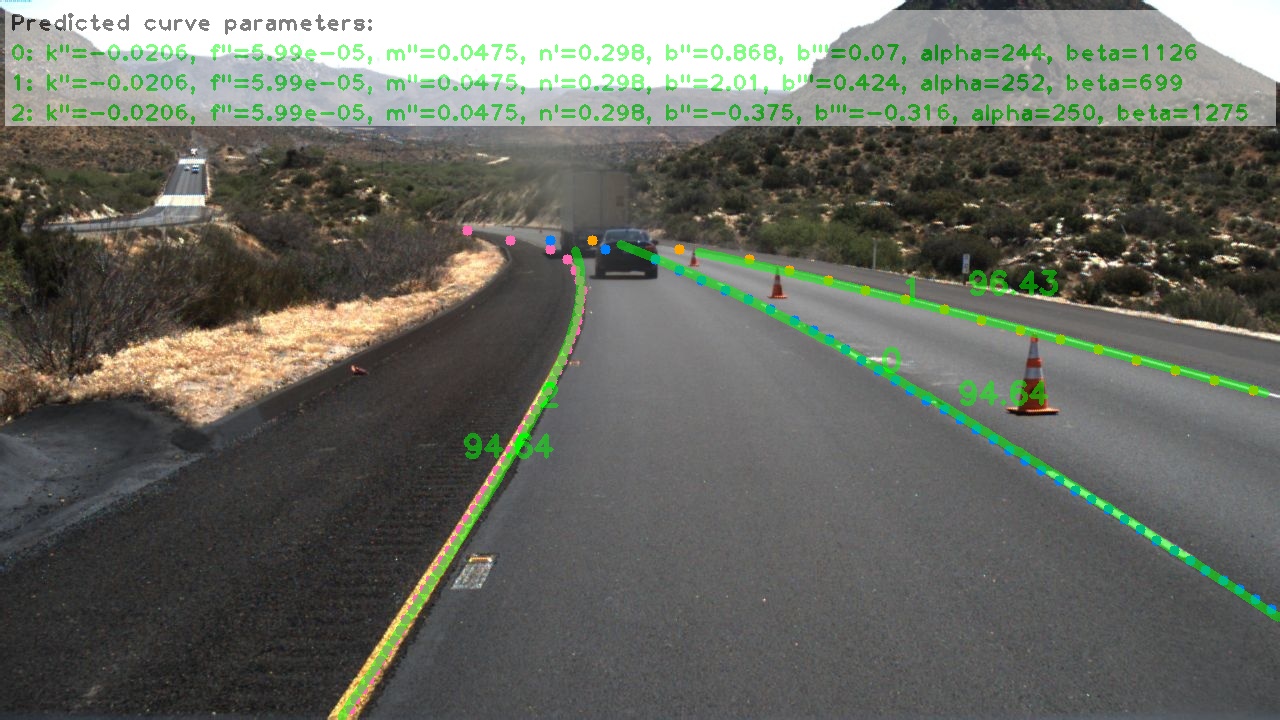 Predicted curve parameters:
0: k''=-0.0206, f''=5.99e-05, m''=0.0475, n'=0.298, b''=0.868, b'''=0.07, alpha=244, beta=1126
1: k''=-0.0206, f''=5.99e-05, m''=0.0475, n'=0.298, b''=2.01, b'''=0.424, alpha=252, beta=699
2: k''=-0.0206, f''=5.99e-05, m''=0.0475, n'=0.298, b''=-0.375, b'''=-0.316, alpha=250, beta=1275
1 96.43
0
94.64
2
94.64